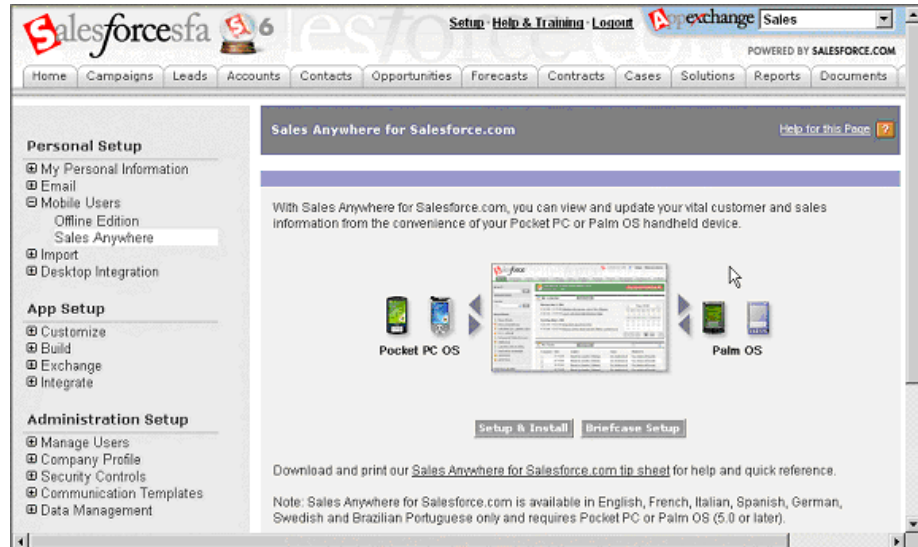 Salesforcesfa 6
Setup · Help & Training · Logout
Appexchange Sales
POWERED BY SALESFORCE.COM
Home Campaigns Leads Accounts Contacts Opportunities Forecasts Contracts Cases Solutions Reports Documents
Personal Setup
My Personal Information
Email
Mobile Users
Offline Edition
Sales Anywhere
Import
Desktop Integration
App Setup
Customize
Build
Exchange
Integrate
Administration Setup
Manage Users
Company Profile
Security Controls
Communication Templates
Data Management
Sales Anywhere for Salesforce.com
Help for this Page ?
With Sales Anywhere for Salesforce.com, you can view and update your vital customer and sales
information from the convenience of your Pocket PC or Palm OS handheld device.
Pocket PC OS
Palm OS
Setup & Install Briefcase Setup
Download and print our Sales Anywhere for Salesforce.com tip sheet for help and quick reference.
Note: Sales Anywhere for Salesforce.com is available in English, French, Italian, Spanish, German,
Swedish and Brazilian Portuguese only and requires Pocket PC or Palm OS (5.0 or later).